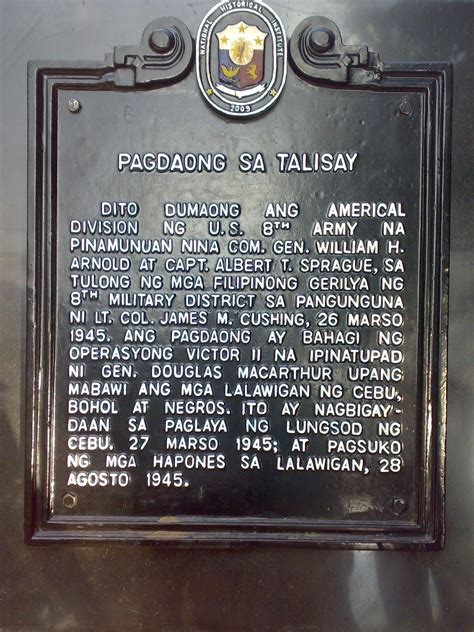 NATIONAL HISTORICAL INSTITUTE
2009
PAGDAONG SA TALISAY
DITO DUMAONG ANG AMERICAL
DIVISION NG U.S. 8TH ARMY NA
PINAMUNUAN NINA COM. GEN. WILLIAM H.
ARNOLD AT CAPT. ALBERT T. SPRAGUE, SA
TULONG NG MGA FILIPINONG GERILYA NG
8TH MILITARY DISTRICT SA PANGUNGUNA
NI LT. COL. JAMES M. CUSHING, 26 MARSO
1945. ANG PAGDAONG AY BAHAGI NG
OPERASYONG VICTOR II NA IPINATUPAD
NI GEN. DOUGLAS MACARTHUR UPANG
MABAWI ANG MGA LALAWIGAN NG CEBU,
BOHOL AT NEGROS. ITO AY NAGBIGAY-
DAAN SA PAGLAYA NG LUNGSOD NG
CEBU, 27 MARSO 1945; AT PAGSUKO
NG MGA HAPONES SA LALAWIGAN, 28
AGOSTO 1945.